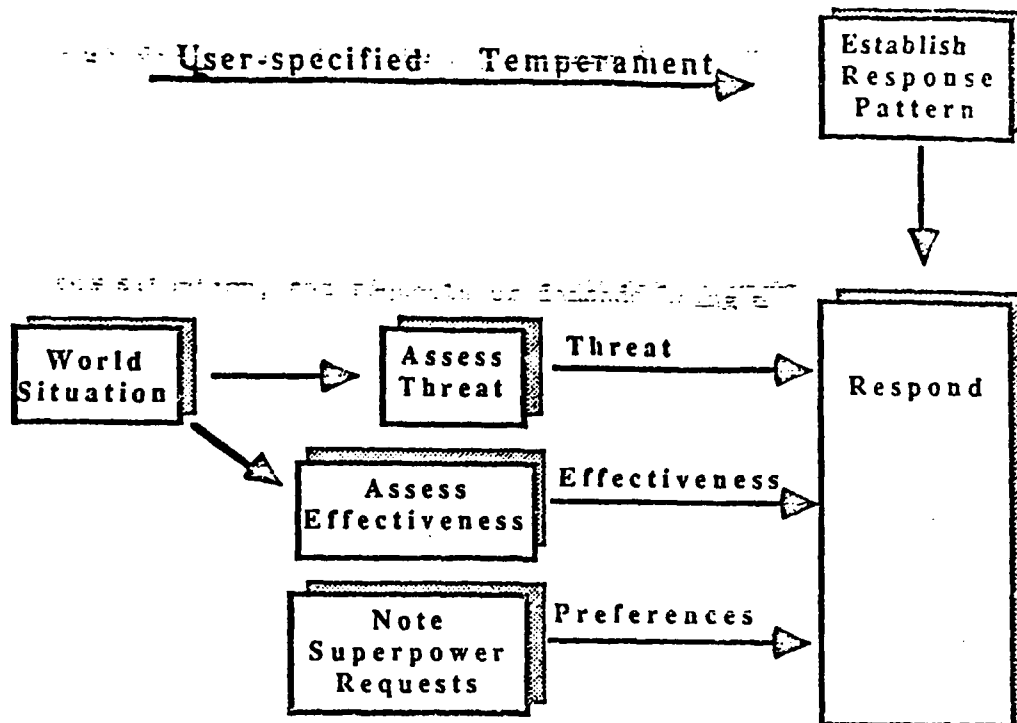 User-specified Temperament
Establish
Response
Pattern
World
Situation
Assess
Threat
Threat
Respond
Assess
Effectiveness
Effectiveness
Note
Superpower
Requests
Preferences